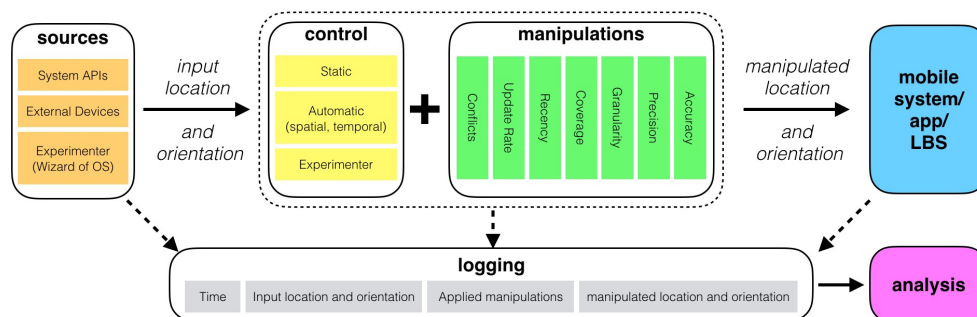 sources
System APIs
External Devices
Experimenter
(Wizard of OS)
input
location
and
orientation
control
Static
Automatic
(spatial, temporal)
Experimenter
+
manipulations
Conflicts
Update Rate
Recency
Coverage
Granularity
Precision
Accuracy
manipulated
location
and
orientation
mobile
system/
app/
LBS
logging
Time
Input location and orientation
Applied manipulations
manipulated location and orientation
analysis